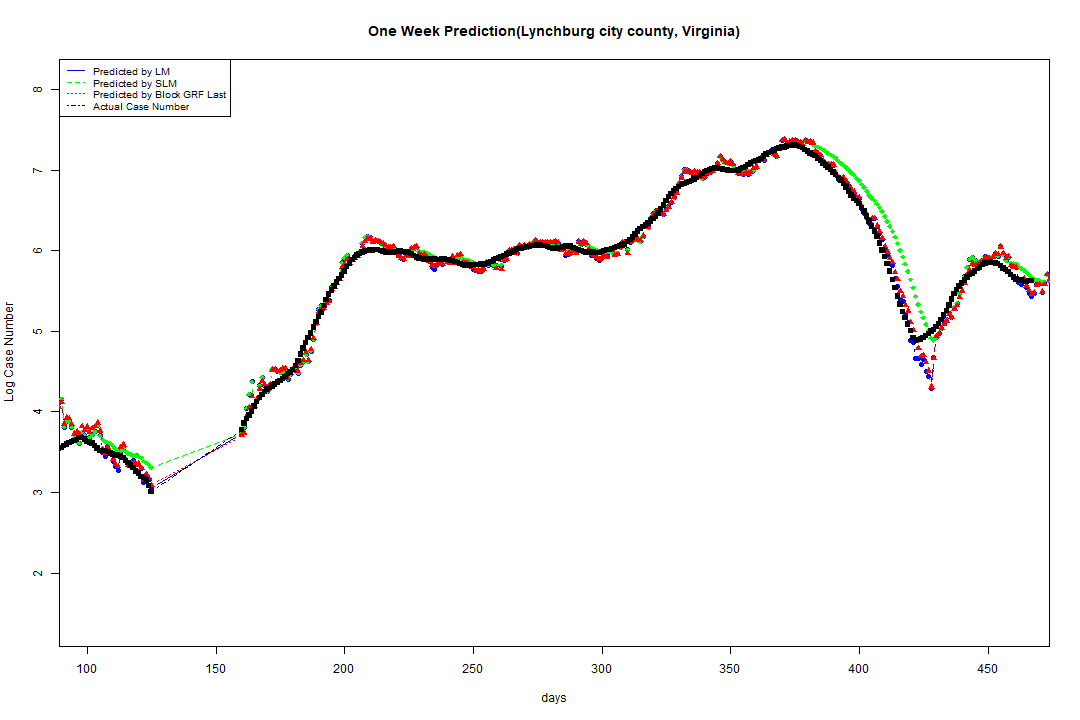 One Week Prediction(Lynchburg city county, Virginia)
Predicted by LM
Predicted by SLM
Predicted by Block GRF Last
Actual Case Number
8
7
6
5
4
3
2
Log Case Number
100 150 200 250 300 350 400 450
days